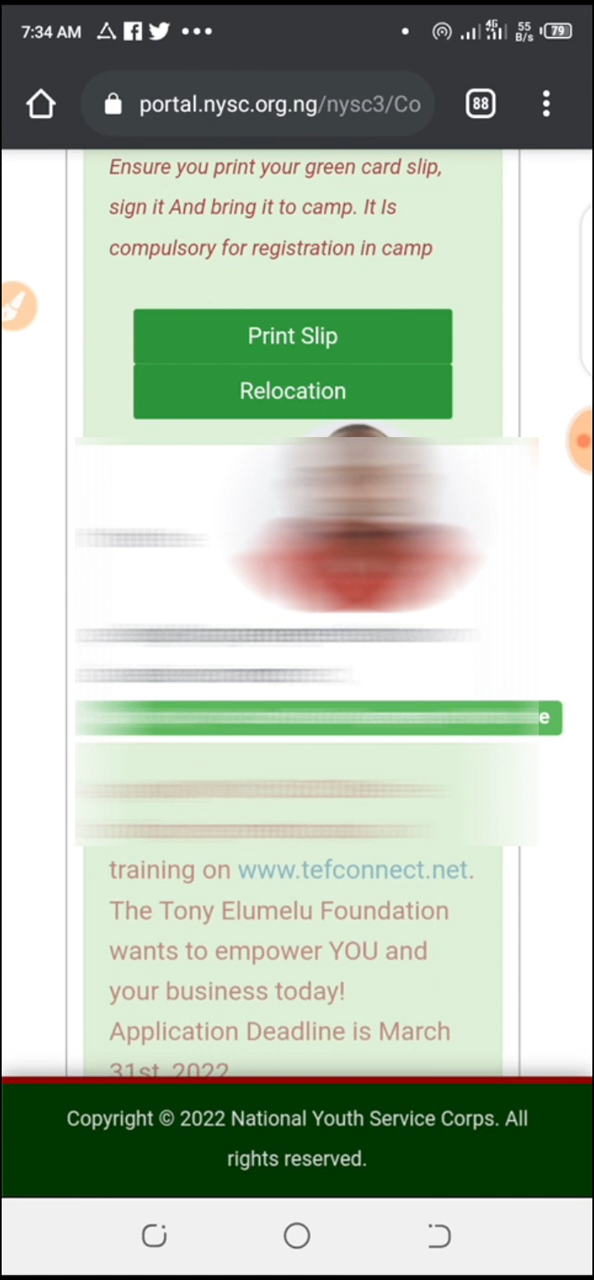 7:34 AM
4G
55
B/s
79
portal.nysc.org.ng/nysc3/Co
88
Ensure you print your green card slip,
sign it And bring it to camp. It Is
compulsory for registration in camp
Print Slip
Relocation
e
training on www.tefconnect.net.
The Tony Elumelu Foundation
wants to empower YOU and
your business today!
Application Deadline is March
31st, 2022
Copyright © 2022 National Youth Service Corps. All
rights reserved.